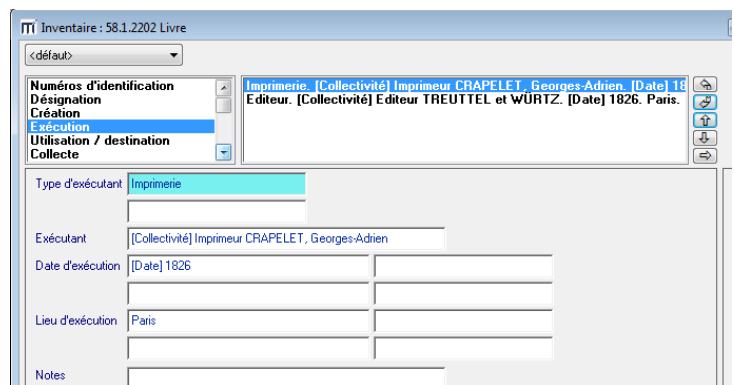 Inventaire : 58.1.2202 Livre
<défaut>
Numéros d'identification
Désignation
Création
Exécution
Utilisation / destination
Collecte
Imprimerie. [Collectivité] Imprimeur CRAPELET, Georges-Adrien. [Date] 18
Editeur. [Collectivité] Editeur TREUTTEL et WÜRTZ. [Date] 1826. Paris.
Type d'exécutant Imprimerie
Exécutant [Collectivité] Imprimeur CRAPELET, Georges-Adrien
Date d'exécution [Date] 1826
Lieu d'exécution Paris
Notes